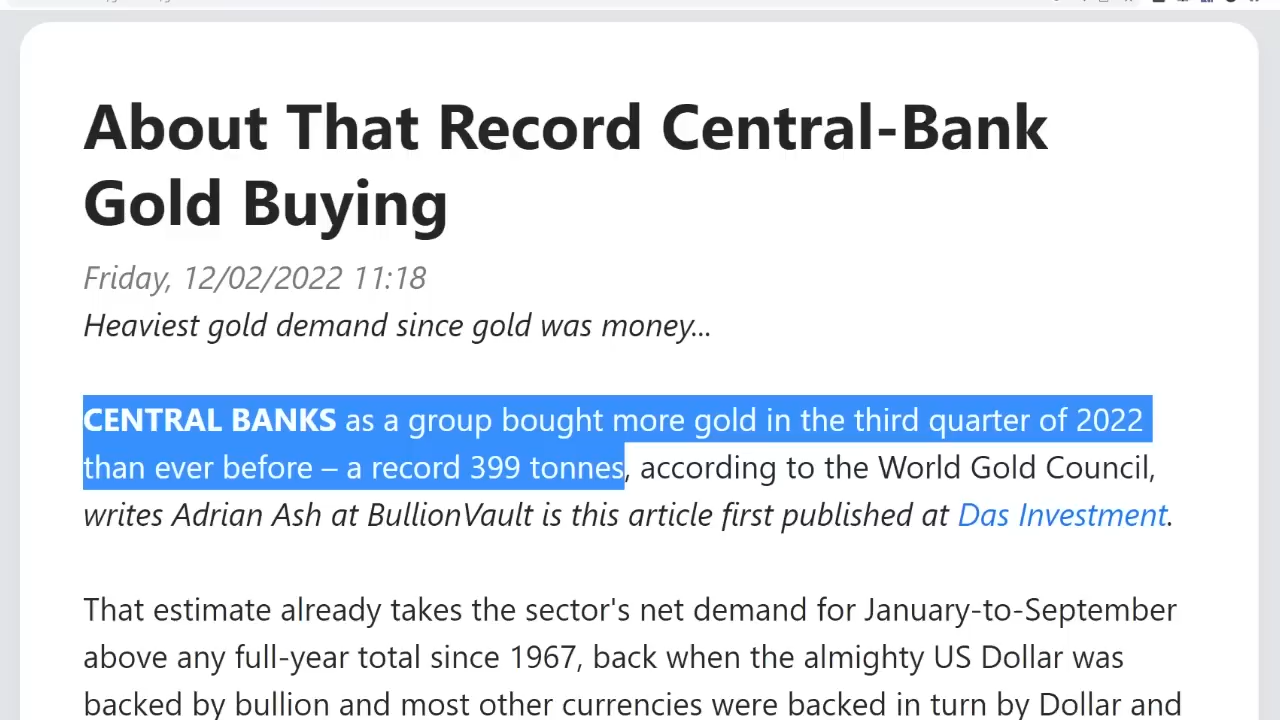 About That Record Central-Bank
Gold Buying
Friday, 12/02/2022 11:18
Heaviest gold demand since gold was money...
CENTRAL BANKS as a group bought more gold in the third quarter of 2022
than ever before – a record 399 tonnes, according to the World Gold Council,
writes Adrian Ash at BullionVault is this article first published at Das Investment.
That estimate already takes the sector's net demand for January-to-September
above any full-year total since 1967, back when the almighty US Dollar was
backed by bullion and most other currencies were backed in turn by Dollar and